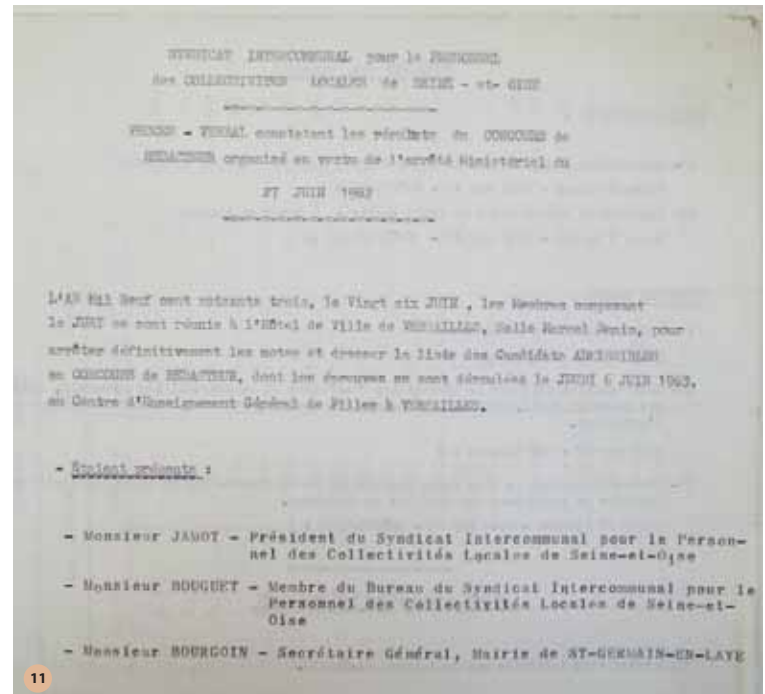 SYNDICAT INTERCOMMUNAL pour le PERSONNEL
des COLLECTIVITES LOCALES de SEINE - et- OISE
PROCES - VERBAL constatant les résultats du CONCOURS de
REDACTEUR organisé en vertu de l'arrêté Ministériel du
27 JUIN 1962
L'AN Mil Neuf cent soixante trois, le Vingt six JUIN , les Membres composant
le JURY se sont réunis à l'Hôtel de Ville de VERSAILLES, Salle Marcel, pour
arrêter définitivement les notes et dresser la liste des Candidats ADMISSIBLES
au CONCOURS de REDACTEUR, dont les épreuves se sont déroulées le JEUDI 6 JUIN 1963.
au Centre d'Enseignement Général de Filles à VERSAILLES.
- Etaient présents :
- Monsieur JAMOT - Président du Syndicat Intercommunal pour le Person-
nel des Collectivités Locales de Seine-et-Oise
- Monsieur BOUGUET - Membre du Bureau du Syndicat Intercommunal pour le
Personnel des Collectivités Locales de Seine-et-
Oise
- Monsieur BOURGOIN - Secrétaire Général, Mairie de ST-GERMAIN-EN-LAYE
11